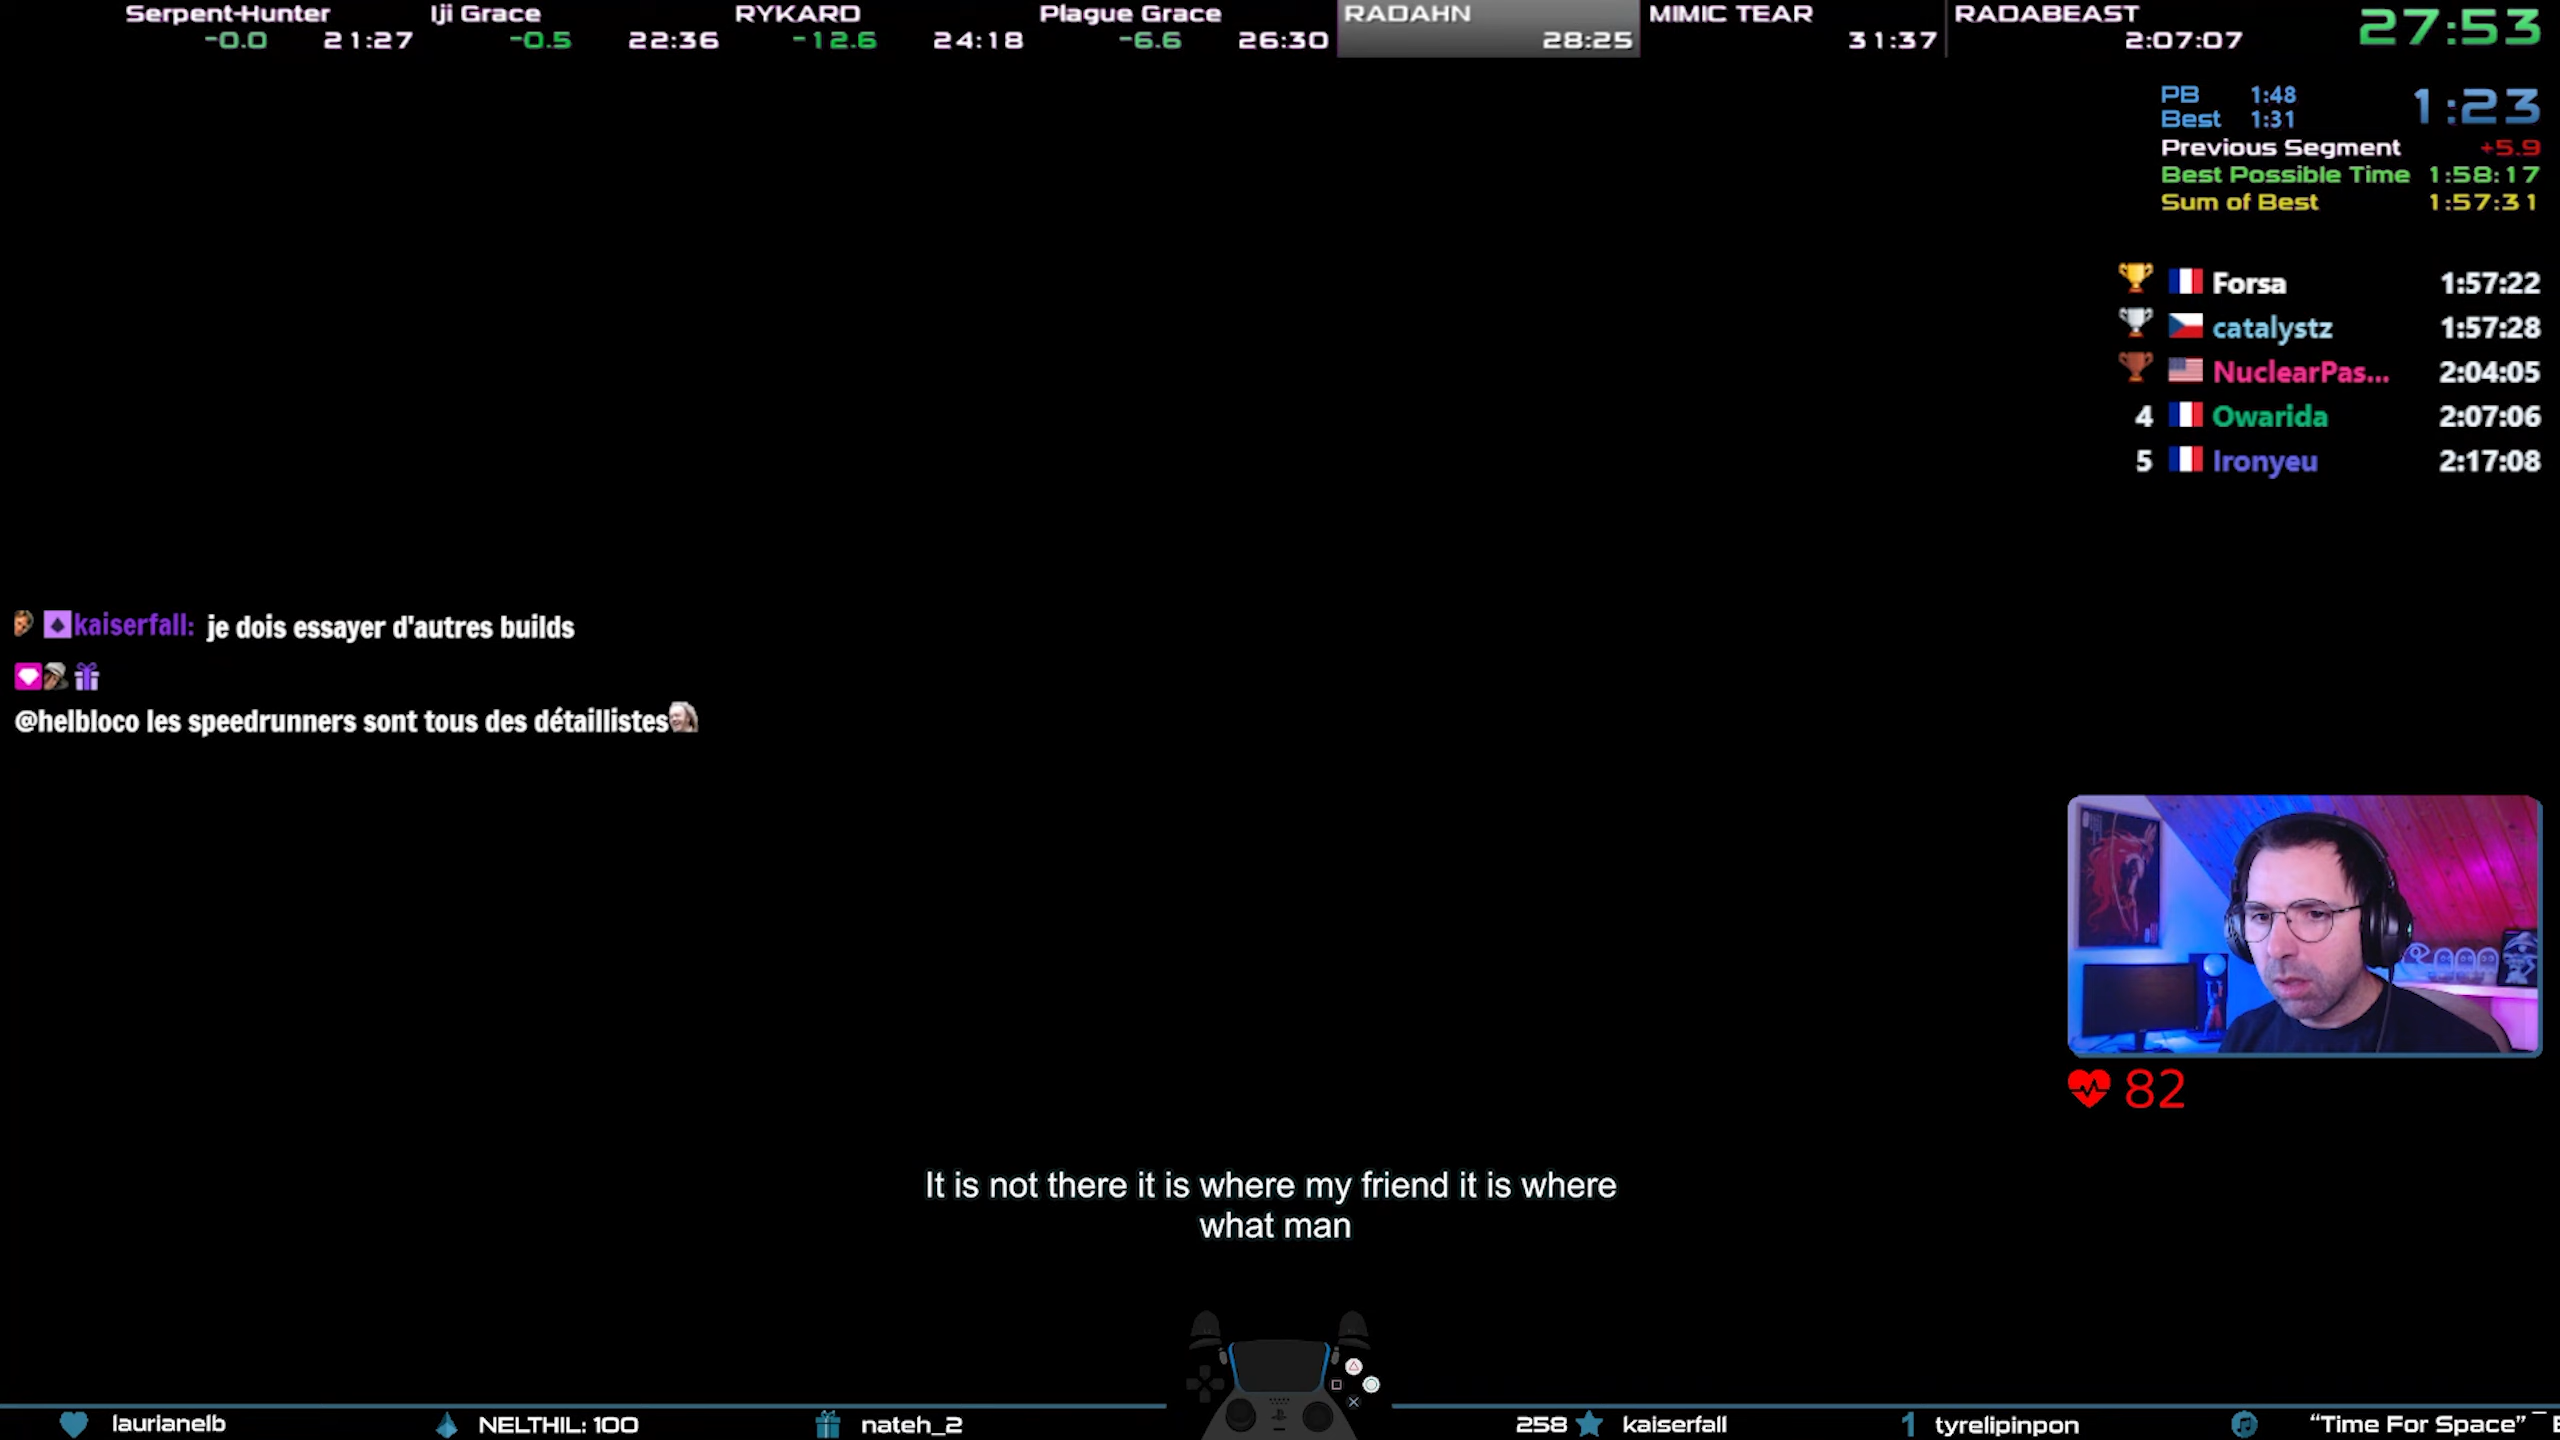 Serpent-Hunter Iji Grace RYKARD Plague Grace RADAHN MIMIC TEAR RADABEAST 27:53
-0.0 21:27 -0.5 22:36 -12.6 24:18 -6.6 26:30 28:25 31:37 2:07:07
PB 1:48 1:23
Best 1:31
Previous Segment +5.9
Best Possible Time 1:58:17
Sum of Best 1:57:31
Forsa 1:57:22
catalystz 1:57:28
NuclearPas... 2:04:05
4 Owarida 2:07:06
5 Ironyeu 2:17:08
kaiserfall: je dois essayer d'autres builds
@helbloco les speedrunners sont tous des détaillistes
82
It is not there it is where my friend it is where
what man
laurianelb NELTHIL: 100 nateh_2 258 kaiserfall 1 tyrelipinpon "Time For Space" –